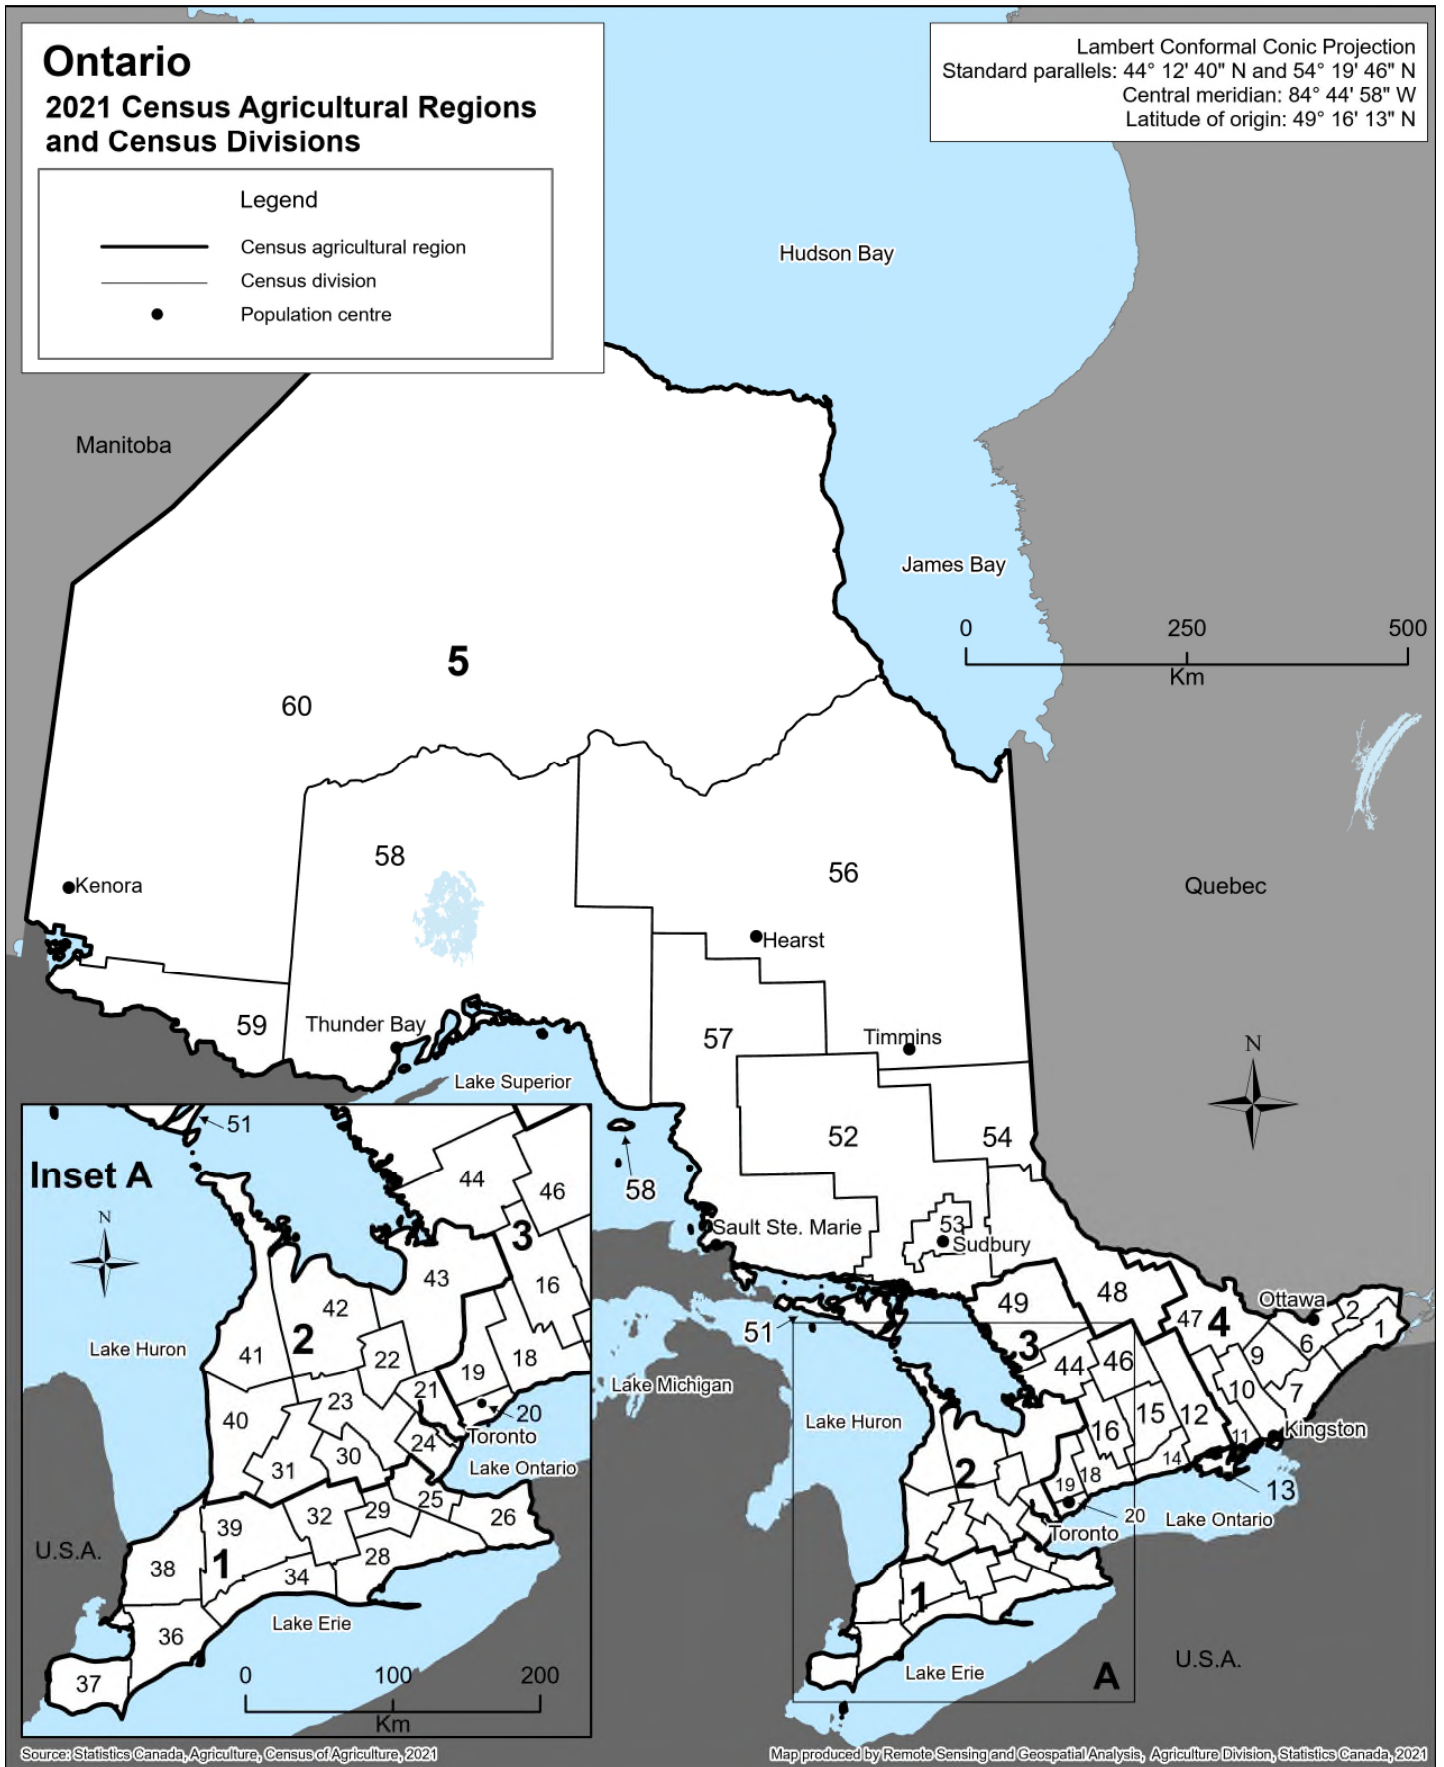 Ontario
2021 Census Agricultural Regions
and Census Divisions
Legend
Census agricultural region
Census division
Population centre
Lambert Conformal Conic Projection
Standard parallels: 44° 12' 40" N and 54° 19' 46" N
Central meridian: 84° 44' 58" W
Latitude of origin: 49° 16' 13" N
Hudson Bay
Manitoba
James Bay
0 250 500
Km
5
60
58
56
Kenora
Quebec
Hearst
59
Thunder Bay
57
Timmins
N
Lake Superior
52
54
58
Sault Ste. Marie
53
Sudbury
49
48
Ottawa
47
4
2
1
51
3
6
44
46
9
Lake Michigan
10
7
Lake Huron
16
15
12
Kingston
11
2
14
19
18
13
20
Lake Ontario
Toronto
1
Lake Erie
A
U.S.A.
Inset A
N
51
44
46
3
43
16
42
2
Lake Huron
41
22
19
18
21
23
40
20
Toronto
24
30
31
Lake Ontario
25
29
32
26
39
U.S.A.
38
1
28
34
Lake Erie
36
37
0 100 200
Km
Source: Statistics Canada, Agriculture, Census of Agriculture, 2021
Map produced by Remote Sensing and Geospatial Analysis, Agriculture Division, Statistics Canada, 2021